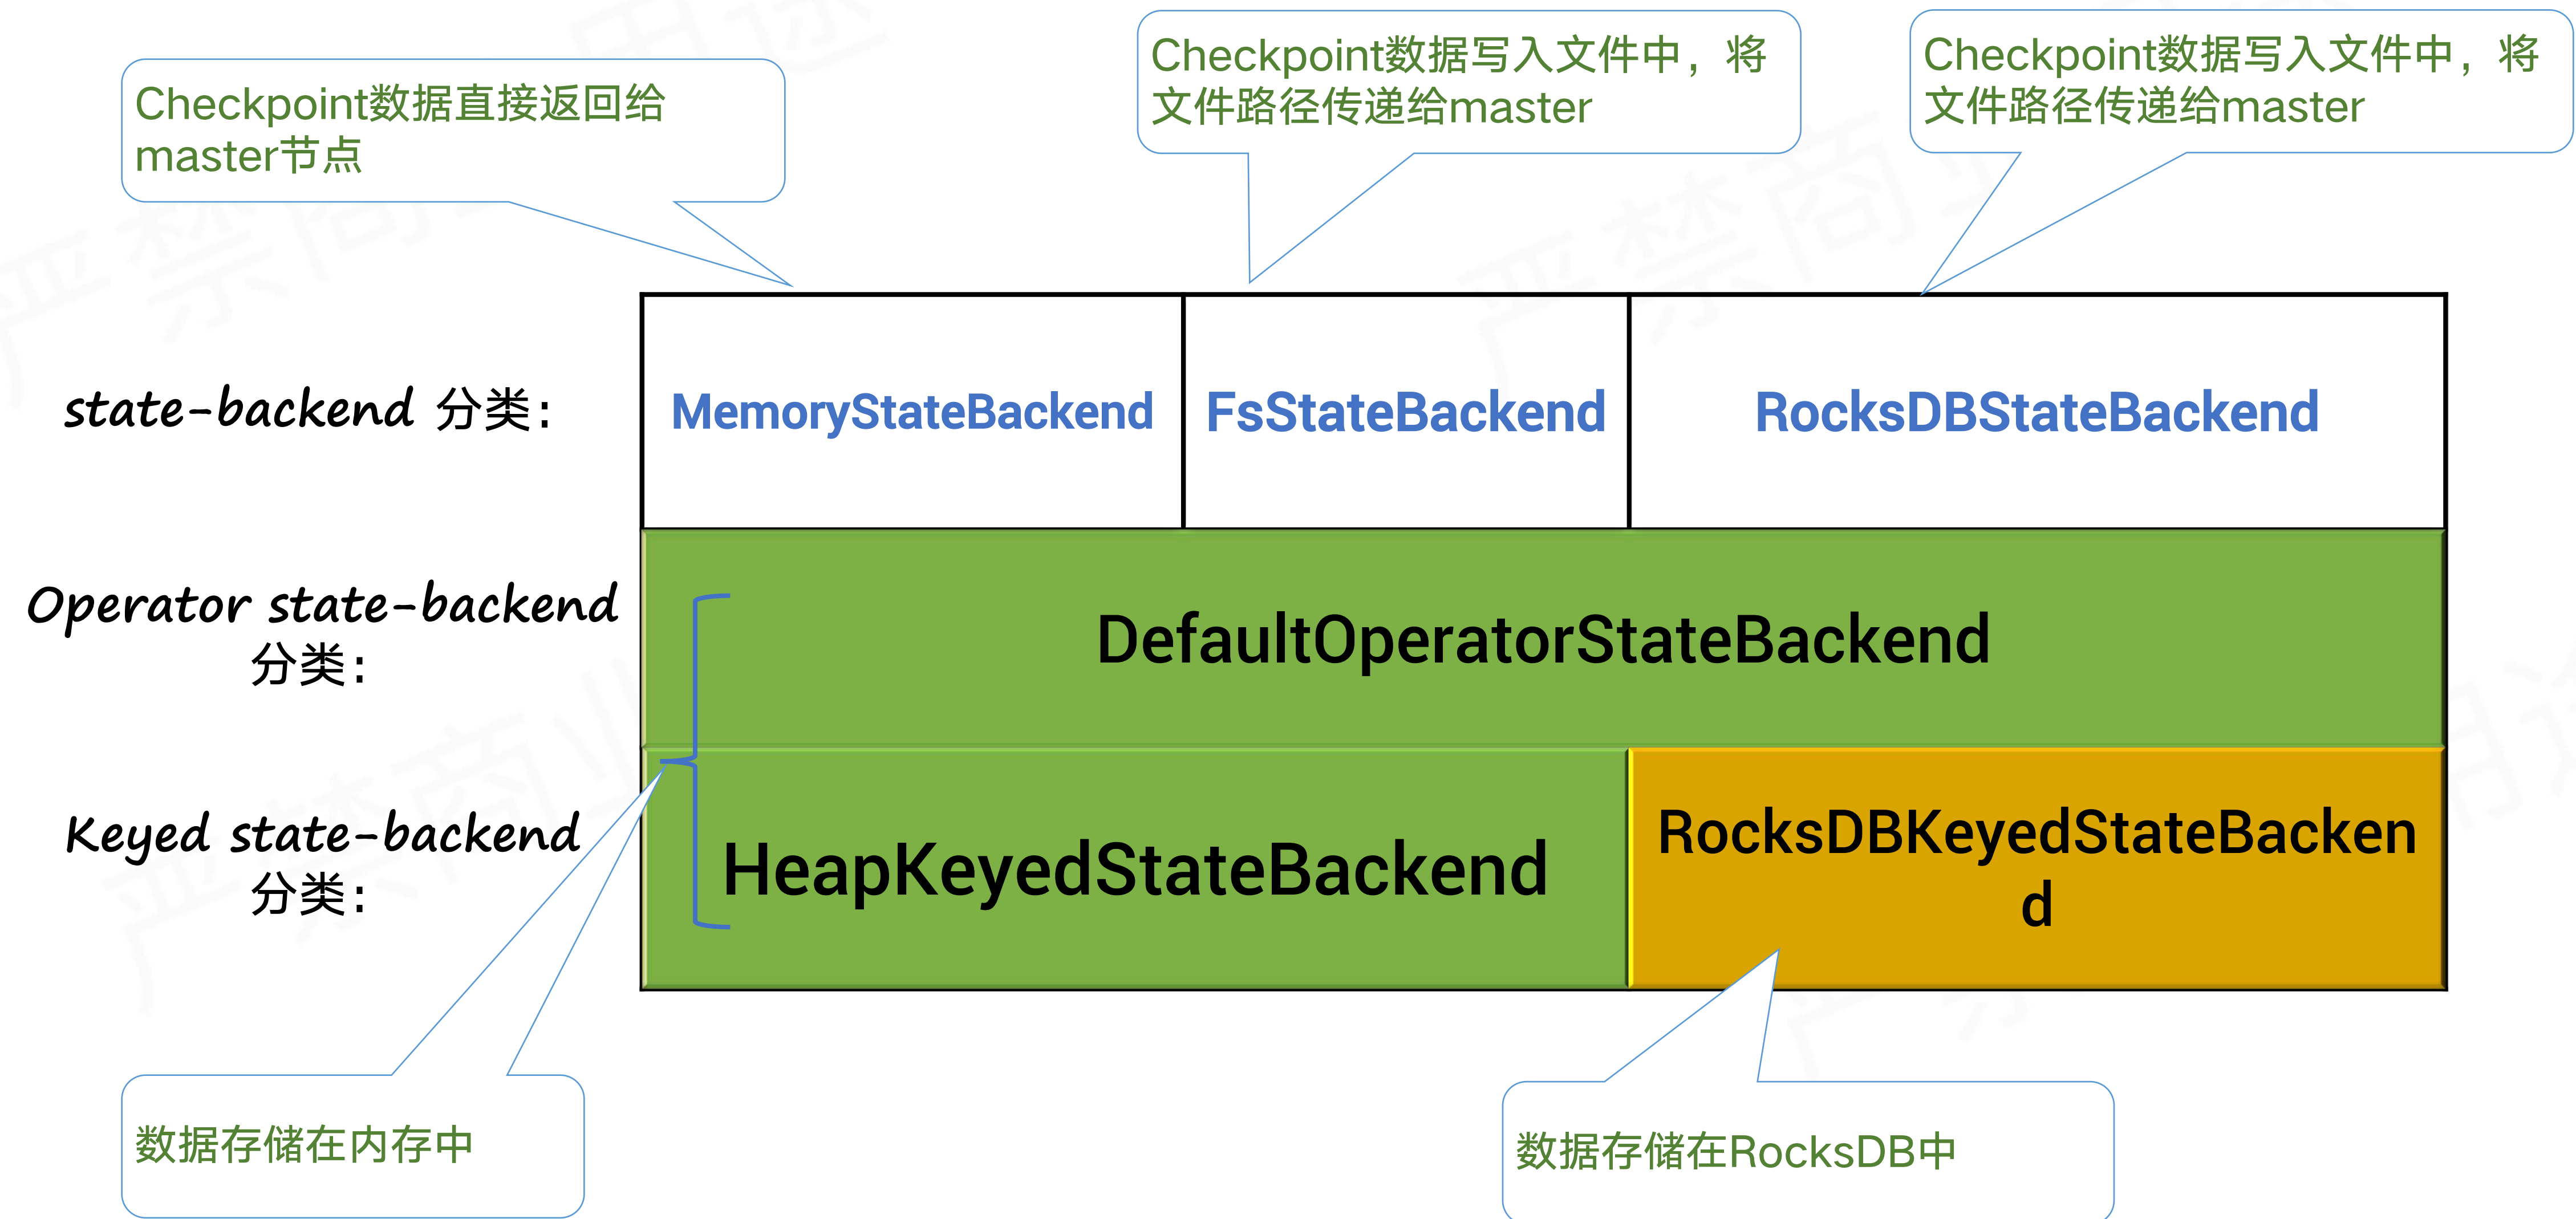 Checkpoint数据直接返回给
master节点
Checkpoint数据写入文件中，将
文件路径传递给master
Checkpoint数据写入文件中，将
文件路径传递给master
state-backend 分类：
MemoryStateBackend
FsStateBackend
RocksDBStateBackend
Operator state-backend
分类：
DefaultOperatorStateBackend
Keyed state-backend
分类：
HeapKeyedStateBackend
RocksDBKeyedStateBacken
d
数据存储在内存中
数据存储在RocksDB中